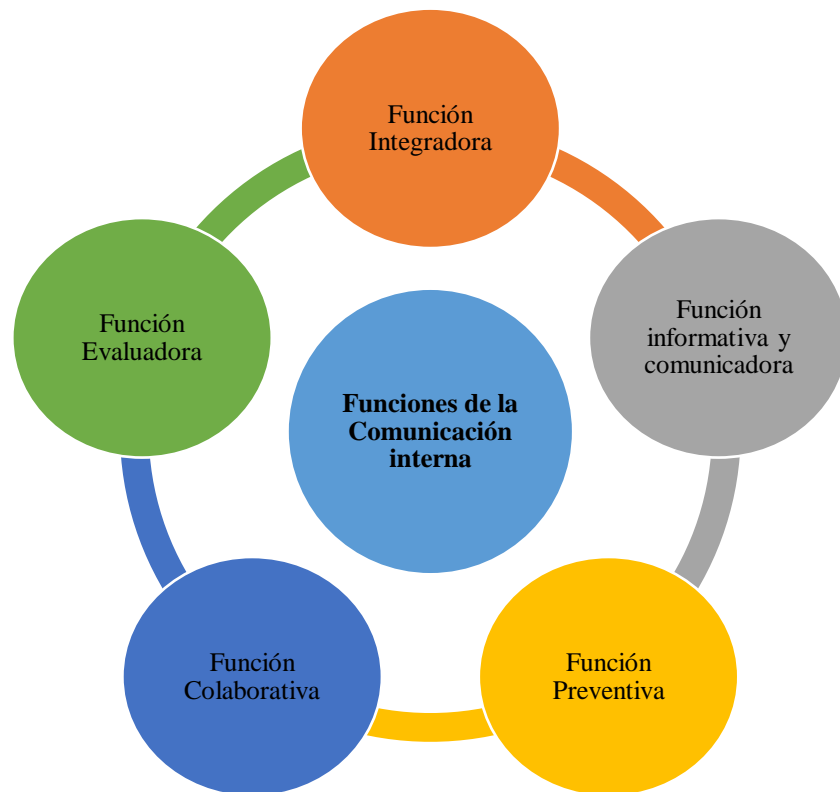 Función
Integradora
Función
informativa y
comunicadora
Función
Preventiva
Función
Colaborativa
Función
Evaluadora
Funciones de la
Comunicación
interna